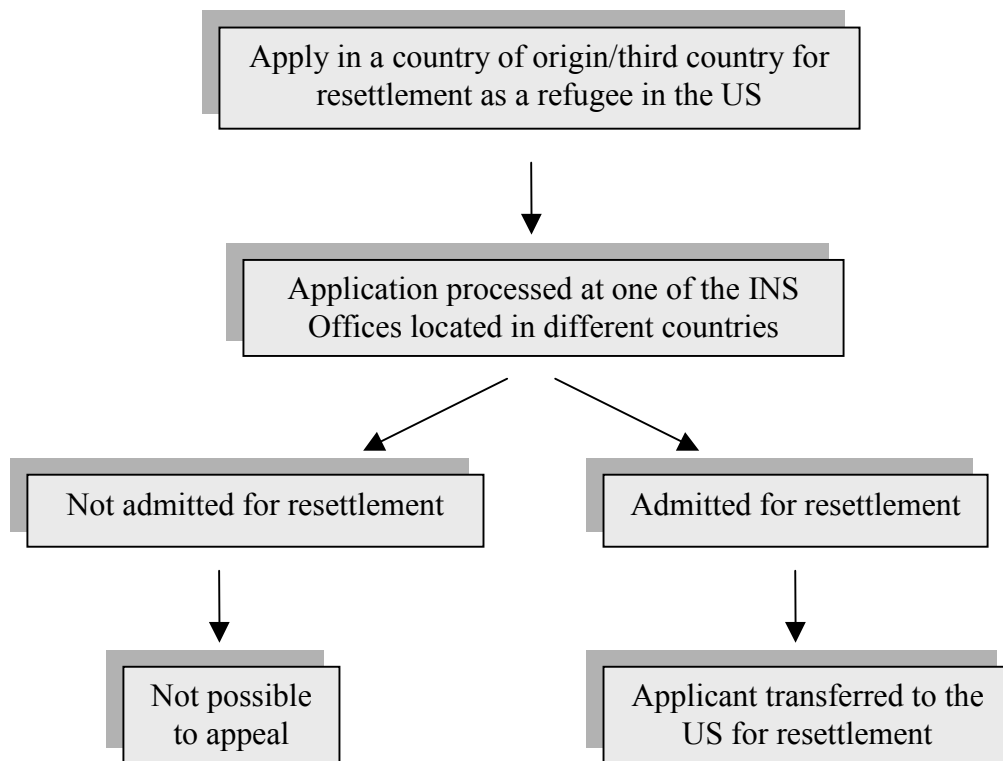 Apply in a country of origin/third country for
resettlement as a refugee in the US
Application processed at one of the INS
Offices located in different countries
Not admitted for resettlement
Admitted for resettlement
Not possible
to appeal
Applicant transferred to the
US for resettlement